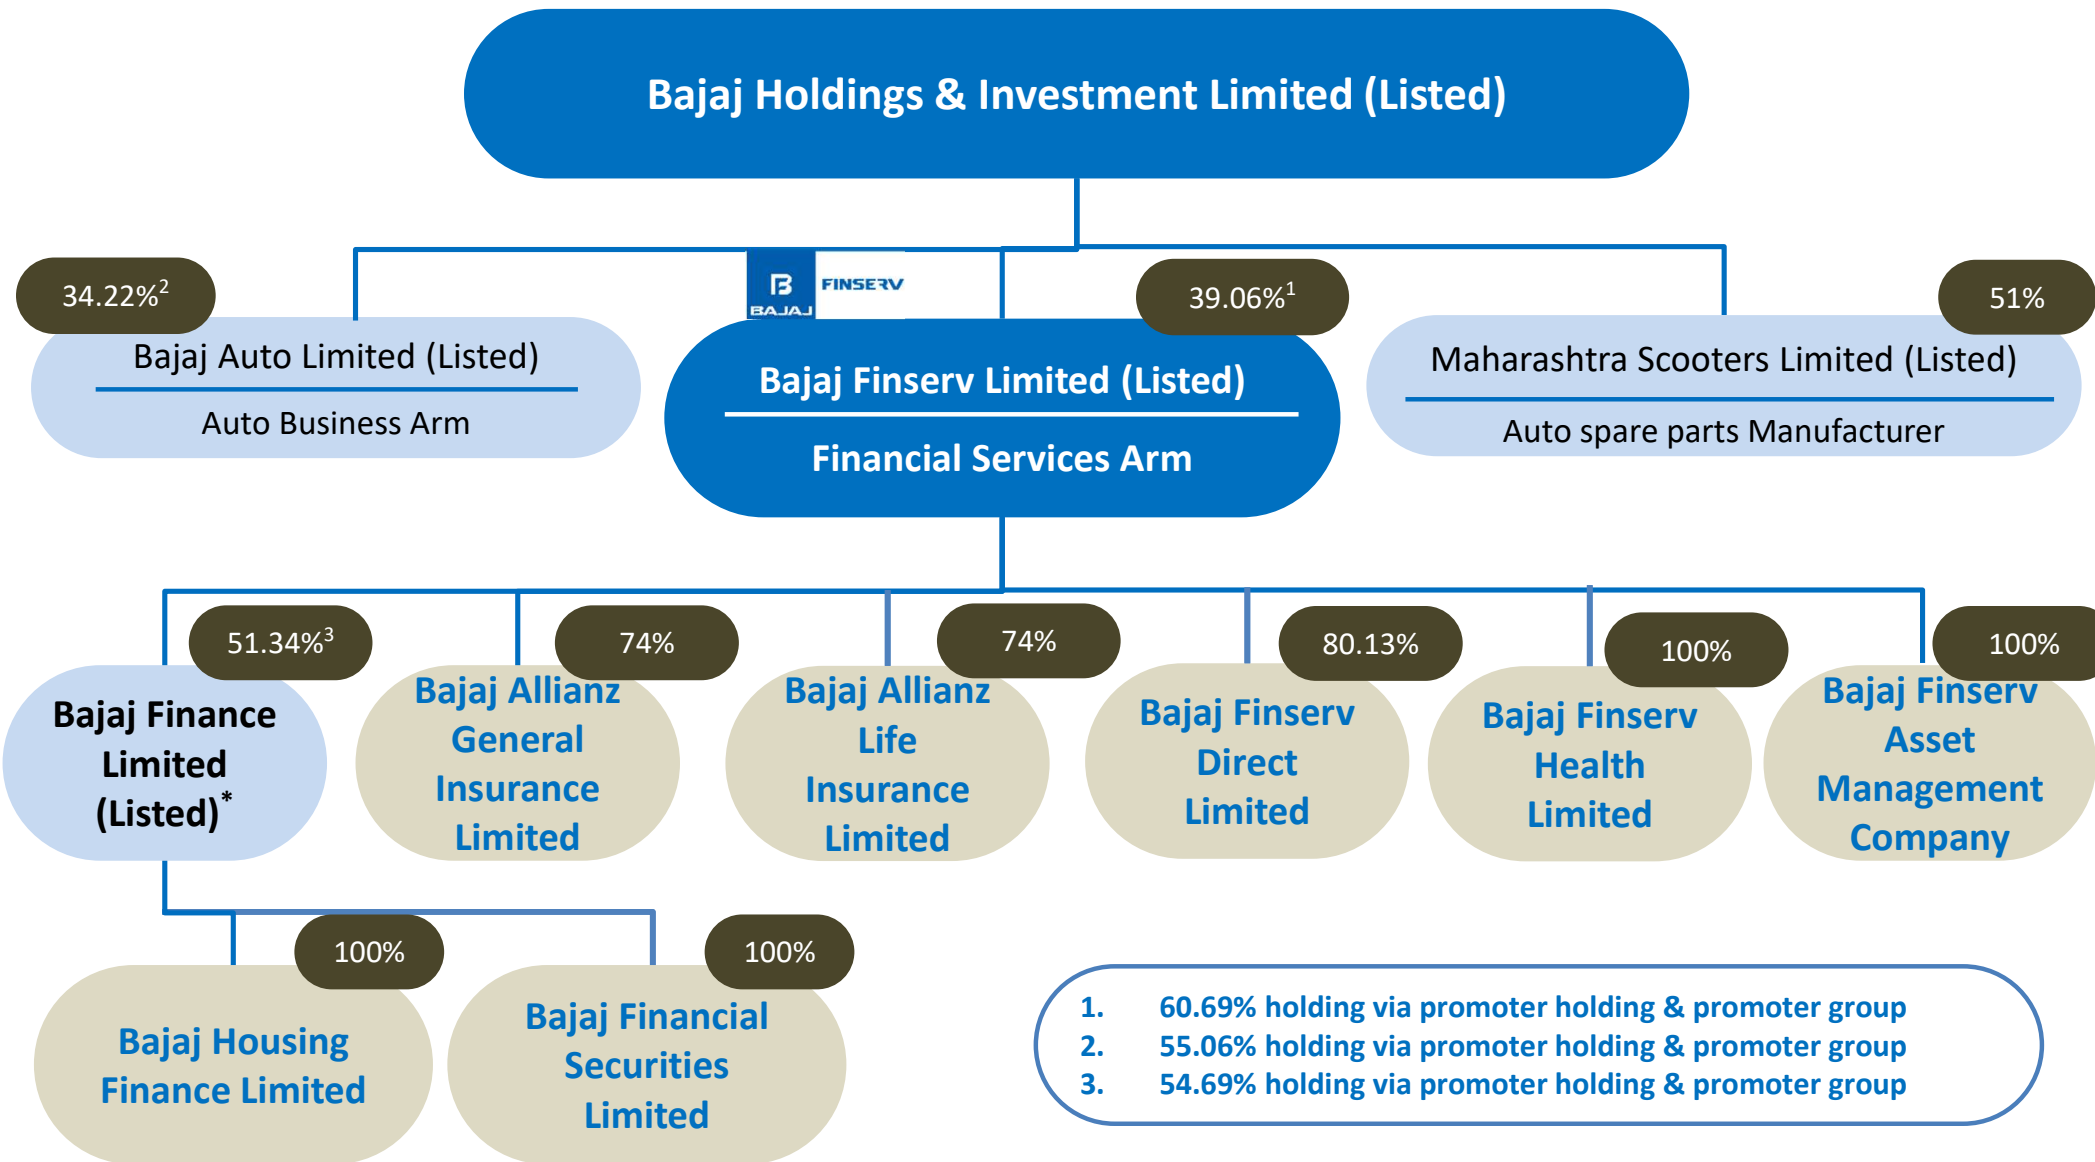 Bajaj Holdings & Investment Limited (Listed)
34.22%2
B
BAJAJ
FINSERV
39.06%1
51%
Bajaj Auto Limited (Listed)
Auto Business Arm
Bajaj Finserv Limited (Listed)
Financial Services Arm
Maharashtra Scooters Limited (Listed)
Auto spare parts Manufacturer
51.34%3
74%
74%
80.13%
100%
100%
Bajaj Finance
Limited
(Listed)*
Bajaj Allianz
General
Insurance
Limited
Bajaj Allianz
Life
Insurance
Limited
Bajaj Finserv
Direct
Limited
Bajaj Finserv
Health
Limited
Bajaj Finserv
Asset
Management
Company
100%
100%
Bajaj Housing
Finance Limited
Bajaj Financial
Securities
Limited
1. 60.69% holding via promoter holding & promoter group
2. 55.06% holding via promoter holding & promoter group
3. 54.69% holding via promoter holding & promoter group